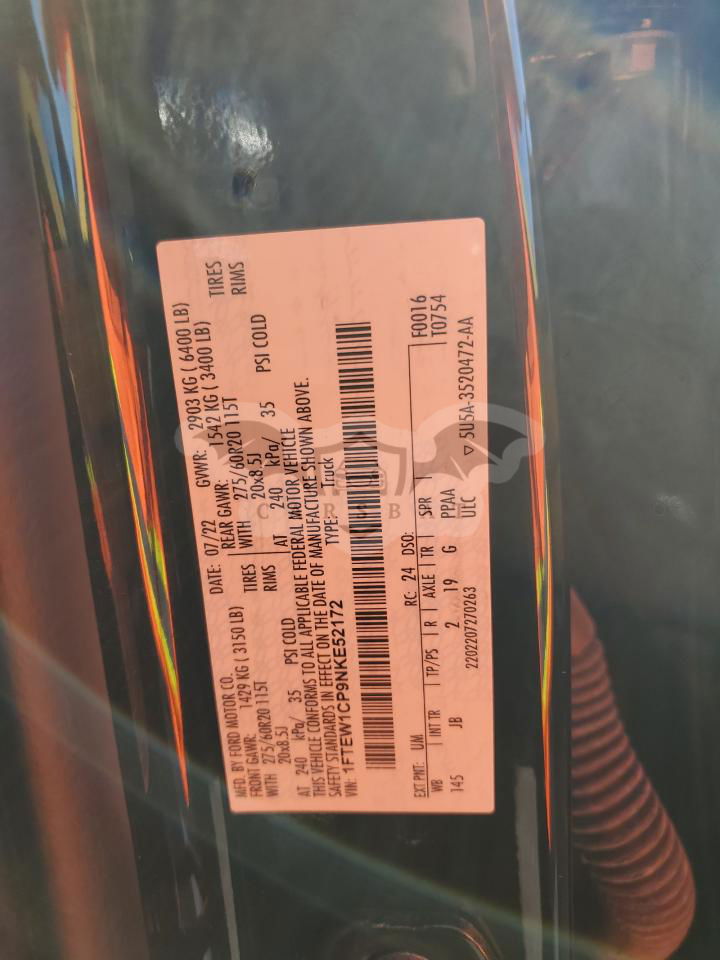 MFD. BY FORD MOTOR CO.
DATE: 07/22 GVWR: 2903 KG ( 6400 LB)
FRONT GAWR: 1429 KG ( 3150 LB) REAR GAWR: 1542 KG ( 3400 LB)
WITH 275/60R20 115T TIRES WITH 275/60R20 115T TIRES
20x8.5J RIMS 20x8.5J RIMS
AT 240 kPa/ 35 PSI COLD AT 240 kPa/ 35 PSI COLD
THIS VEHICLE CONFORMS TO ALL APPLICABLE FEDERAL MOTOR VEHICLE
SAFETY STANDARDS IN EFFECT ON THE DATE OF MANUFACTURE SHOWN ABOVE.
VIN: 1FTEW1CP9NKE52172 TYPE: Truck
EXT PNT: UM RC: 24 DSO: F0016
WB INT TR TP/PS R AXLE TR SPR T0754
145 JB 2 19 G PPAA
2202207270263 ULC ▽5U5A-3520472-AA
CARSBAT